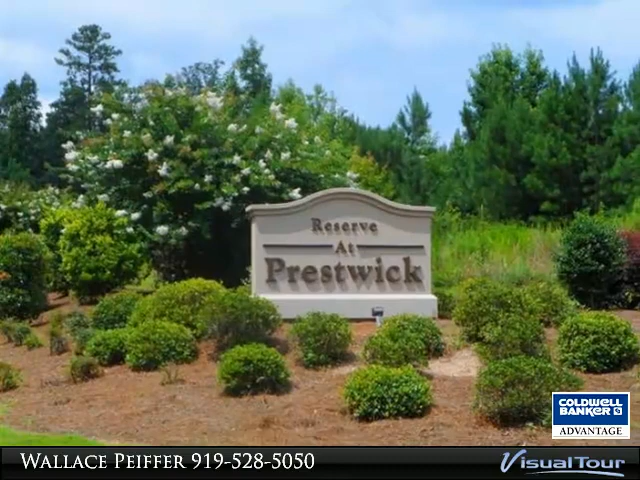 Reserve
At
Prestwick
COLDWELL
BANKER
ADVANTAGE
WALLACE PEIFFER 919-528-5050
VISUALTOUR